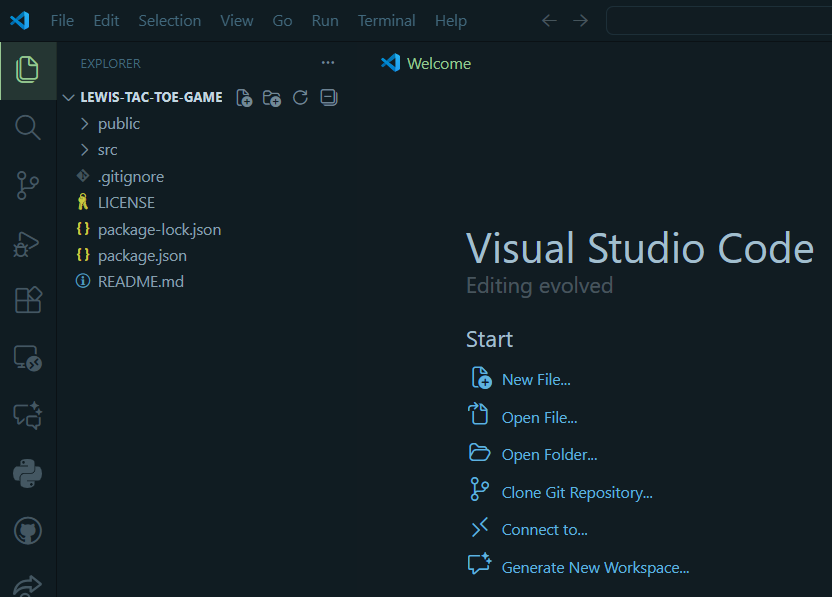 File Edit Selection View Go Run Terminal Help
EXPLORER
Welcome
LEWIS-TAC-TOE-GAME
public
src
.gitignore
LICENSE
package-lock.json
package.json
README.md
Visual Studio Code
Editing evolved
Start
New File...
Open File...
Open Folder...
Clone Git Repository...
Connect to...
Generate New Workspace...